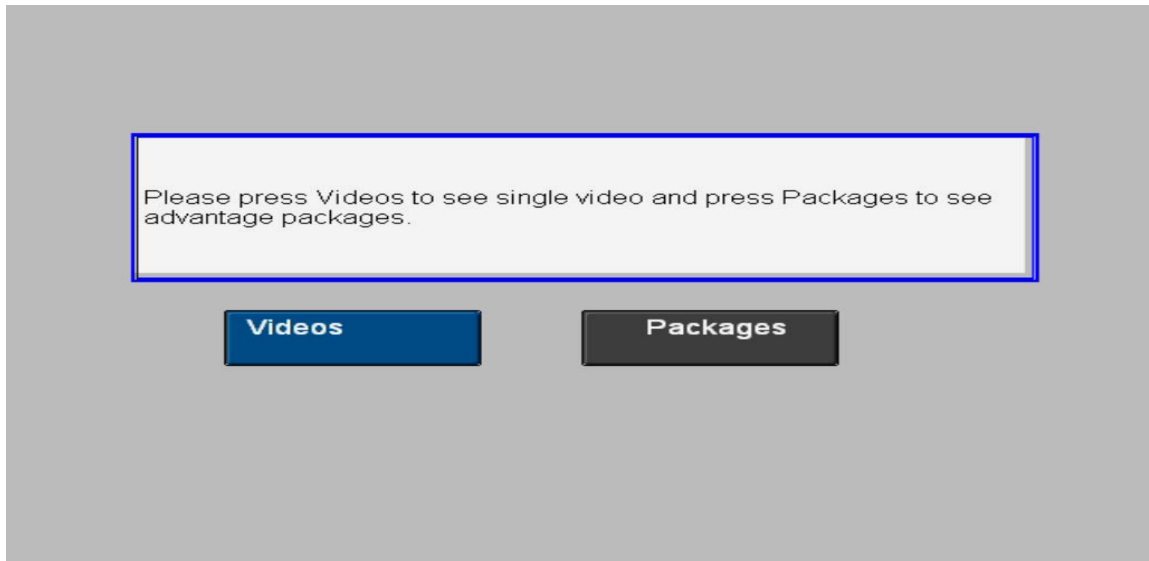 Please press Videos to see single video and press Packages to see
advantage packages.
Videos
Packages